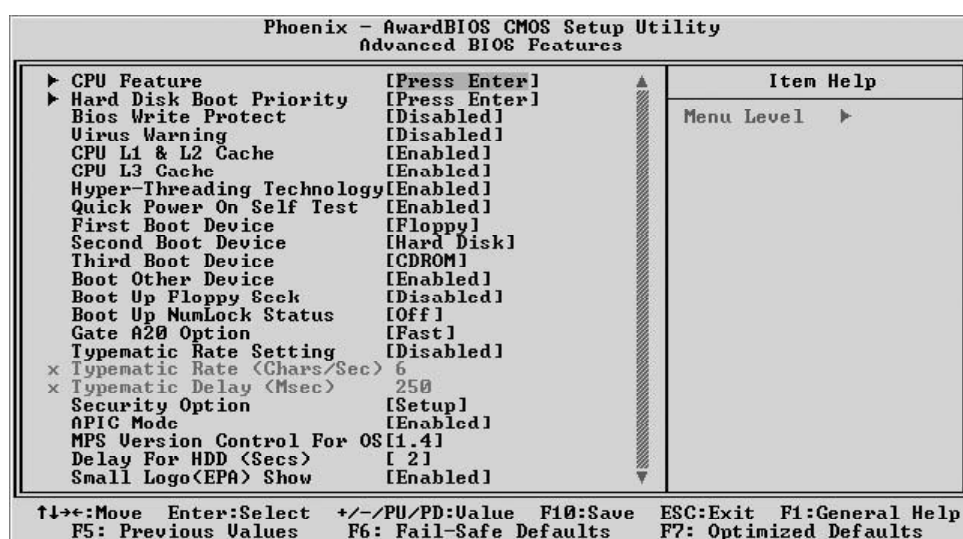 Phoenix - AwardBIOS CMOS Setup Utility
Advanced BIOS Features
► CPU Feature [Press Enter]
► Hard Disk Boot Priority [Press Enter]
Bios Write Protect [Disabled]
Virus Warning [Disabled]
CPU L1 & L2 Cache [Enabled]
CPU L3 Cache [Enabled]
Hyper-Threading Technology[Enabled]
Quick Power On Self Test [Enabled]
First Boot Device [Floppy]
Second Boot Device [Hard Disk]
Third Boot Device [CDROM]
Boot Other Device [Enabled]
Boot Up Floppy Seek [Disabled]
Boot Up NumLock Status [Off]
Gate A20 Option [Fast]
Typematic Rate Setting [Disabled]
x Typematic Rate (Chars/Sec) 6
x Typematic Delay (Msec) 250
Security Option [Setup]
APIC Mode [Enabled]
MPS Version Control For OS[1.4]
Delay For HDD (Secs) [ 2]
Small Logo(EPA) Show [Enabled]
Item Help
Menu Level ►
↑↓→←:Move Enter:Select +/-/PU/PD:Value F10:Save ESC:Exit F1:General Help
F5: Previous Values F6: Fail-Safe Defaults F7: Optimized Defaults